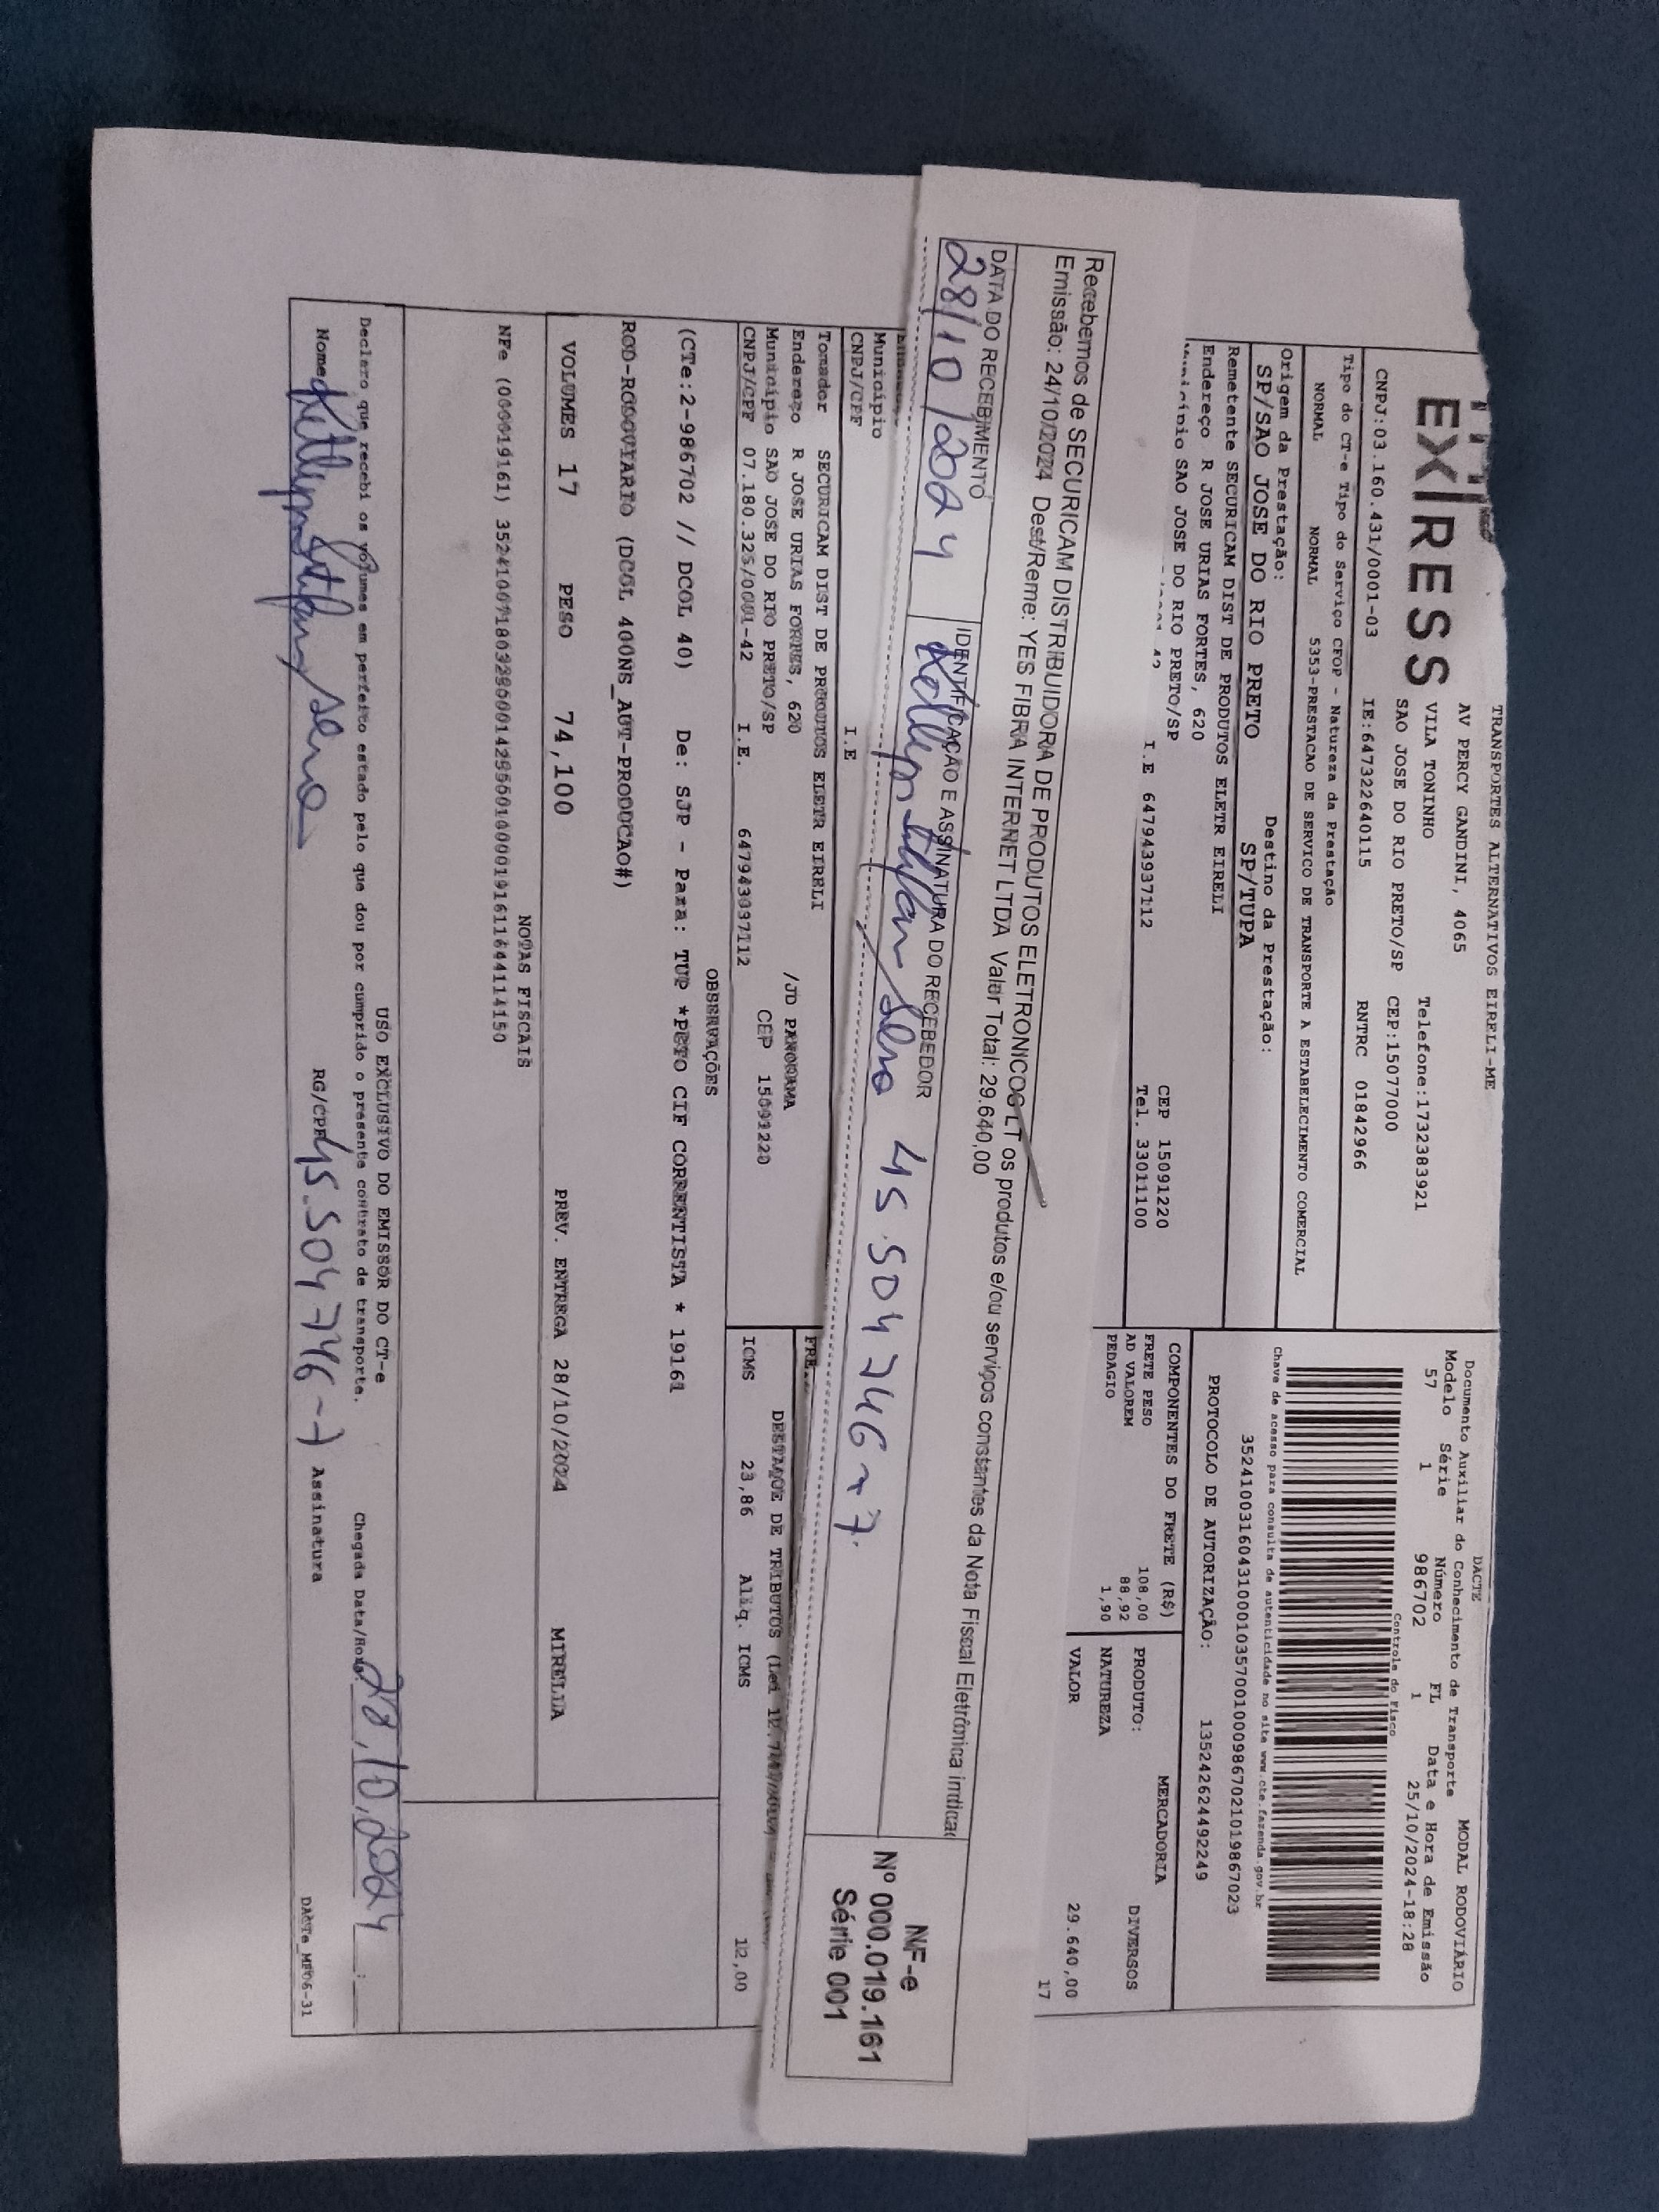 TRANSPORTES ALTERNATIVOS EIRELI-ME
EXPRESS
AV PERCY GANDINI, 4065
VILA TONINHO
Telefone:1732383921
SAO JOSE DO RIO PRETO/SP CEP:15077000
CNPJ:03.160.431/0001-03 IE:647322640115 RNTRC 01842966
Tipo do CT-e Tipo do Serviço CFOP - Natureza da Prestação
NORMAL NORMAL 5353-PRESTACAO DE SERVICO DE TRANSPORTE A ESTABELECIMENTO COMERCIAL
Origem da Prestação: Destino da Prestação:
SP/SAO JOSE DO RIO PRETO SP/TUPA
Remetente SECURICAM DIST DE PRODUTOS ELETR EIRELI
Endereço R JOSE URIAS FORTES, 620
Município SAO JOSE DO RIO PRETO/SP CEP 15091220
I.E 647943937112 Tel. 33011100
DACTE MODAL RODOVIÁRIO
Documento Auxiliar do Conhecimento de Transporte
Modelo Série Número FL Data e Hora de Emissão
57 1 986702 1 25/10/2024-18:28
Controle do Fisco
Chave de acesso para consulta de autenticidade no site www.cte.fazenda.gov.br
35241003160431000103570010009867021019867023
PROTOCOLO DE AUTORIZAÇÃO: 135242624492249
COMPONENTES DO FRETE (R$) MERCADORIA
FRETE PESO 108,00 PRODUTO: DIVERSOS
AD VALOREM 88,92 NATUREZA
PEDAGIO 1,90 VALOR 29.640,00
17
Recebemos de SECURICAM DISTRIBUIDORA DE PRODUTOS ELETRONICOS LT os produtos e/ou serviços constantes da Nota Fiscal Eletrônica indicad
Emissão: 24/10/2024 Dest/Reme: YES FIBRA INTERNET LTDA Valor Total: 29.640,00
DATA DO RECEBIMENTO IDENTIFICAÇÃO E ASSINATURA DO RECEBEDOR
28/10/2024 45.504746-7.
NF-e
Nº 000.019.161
Série 001
Município
CNPJ/CPF I.E
Tomador SECURICAM DIST DE PRODUTOS ELETR EIRELI
Endereço R JOSE URIAS FORTES, 620 /JD PANORAMA
Município SAO JOSE DO RIO PRETO/SP CEP 15091220
CNPJ/CPF 07.180.325/0001-42 I.E. 647943937112
DESTAQUE DE TRIBUTOS (Lei
ICMS 23,86 Aliq. ICMS 12,00
OBSERVAÇÕES
(CTe:2-986702 // DCOL 40) De: SJP - Para: TUP *PGTO CIF CORRENTISTA * 19161
ROD-RODOVIARIO (DCOL 400NS_AUT-PRODUCAO#)
VOLUMES 17 PESO 74,100 PREV. ENTREGA 28/10/2024 MIRELLA
NOTAS FISCAIS
NFe (000019161) 35241007180325000142550010000191611644114150
USO EXCLUSIVO DO EMISSOR DO CT-e
Declaro que recebi os volumes em perfeito estado pelo que dou por cumprido o presente contrato de transporte. Chegada Data/Hora 28,10,2024
Nome RG/CPF 45.504746-7 Assinatura
DACTe_MP06-31